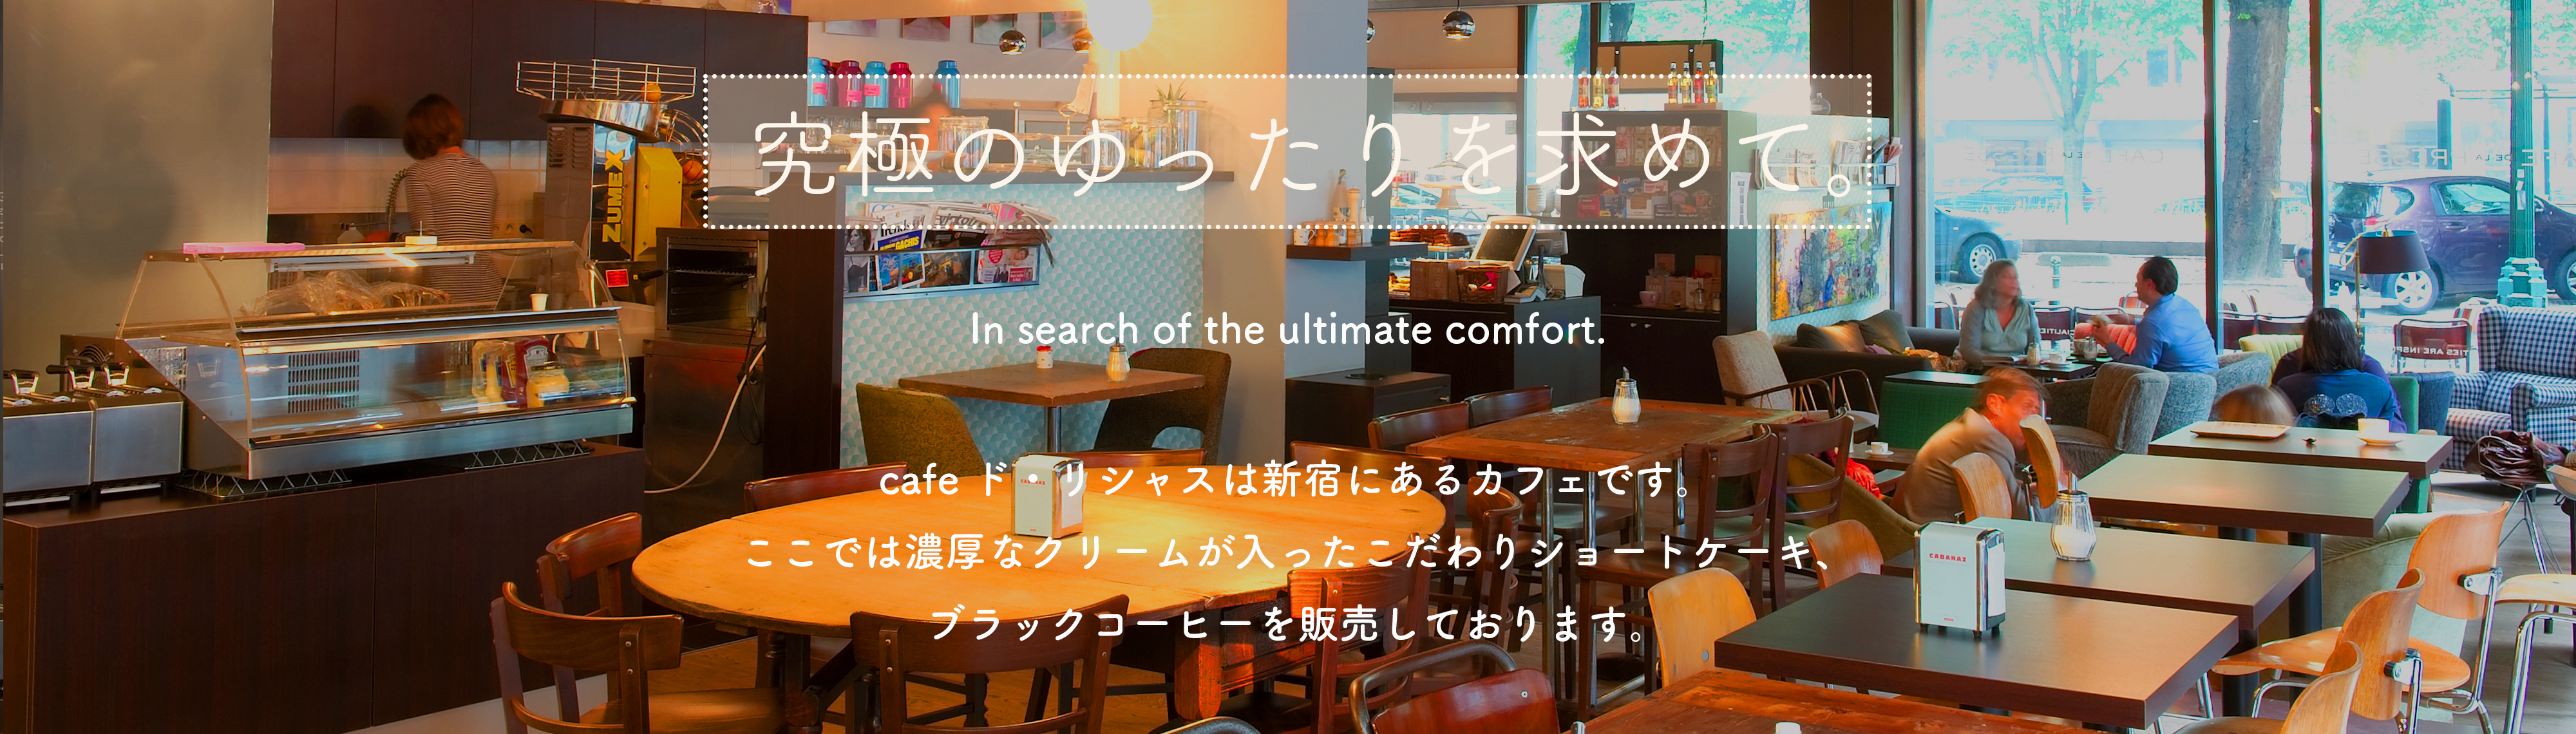 究極のゆったりを求めて。
In search of the ultimate comfort.
cafe ド・リシャスは新宿にあるカフェです。
ここでは濃厚なクリームが入ったこだわりショートケーキ、
ブラックコーヒーを販売しております。
ZUMEX
CABANAS